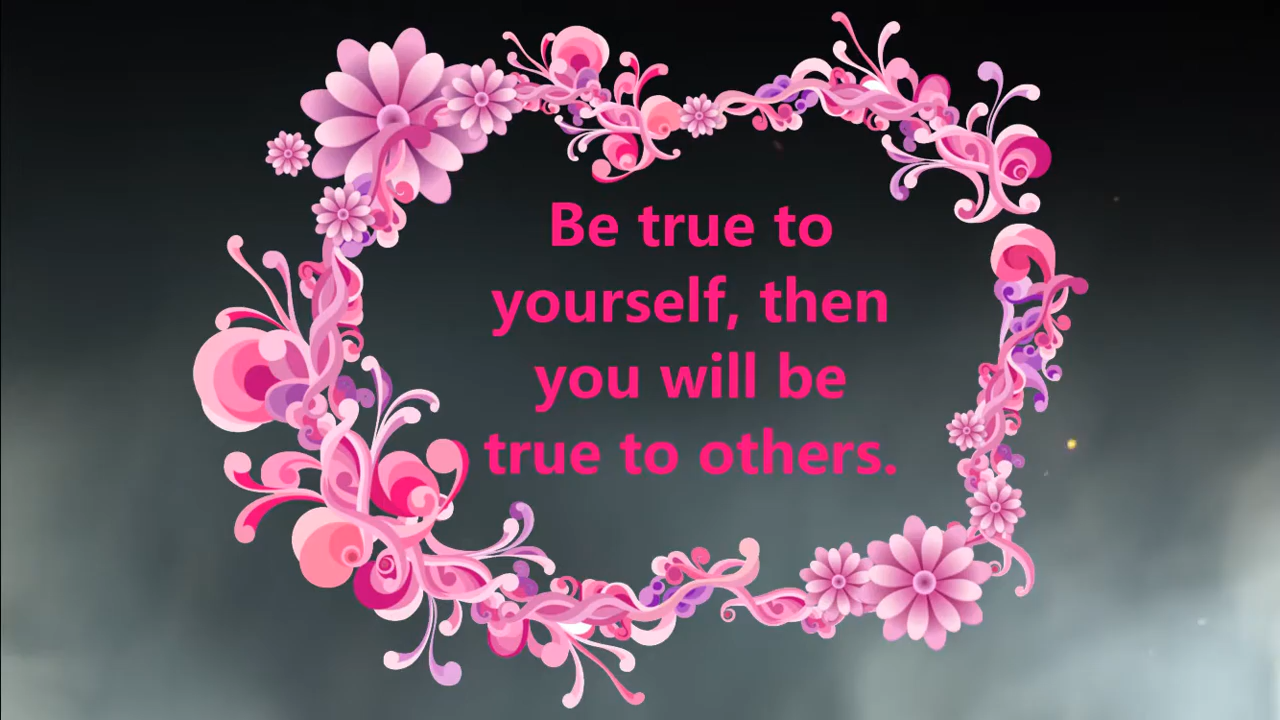 Be true to
yourself, then
you will be
true to others.